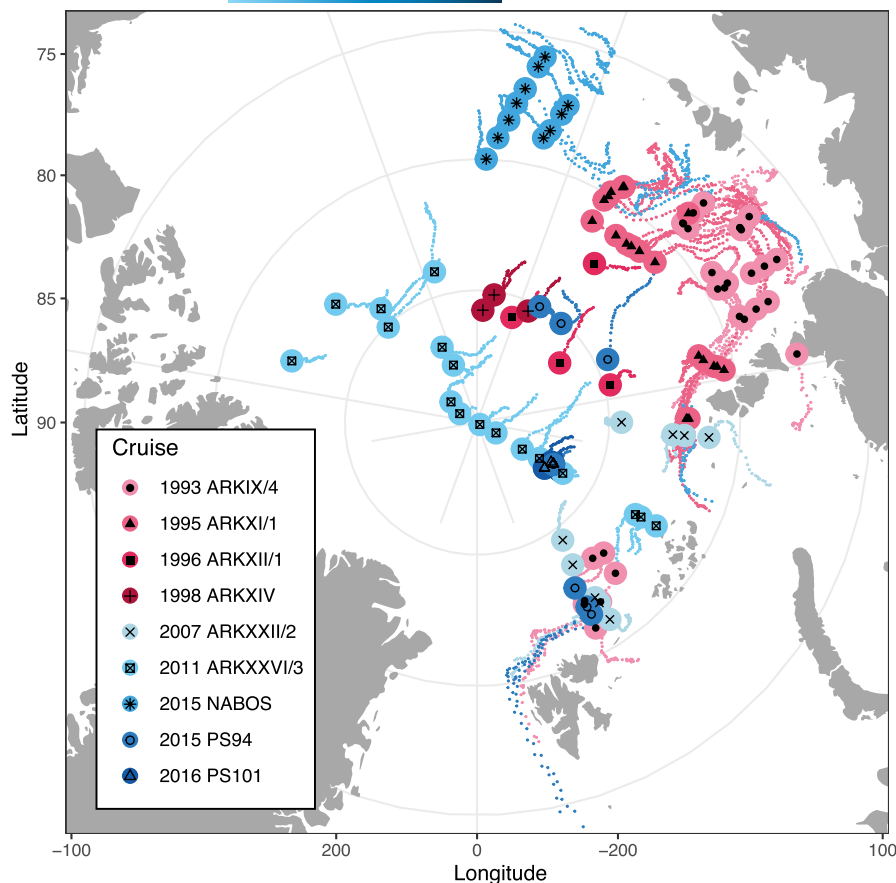 75
80
85
90
Latitude
Cruise
1993 ARKIX/4
1995 ARKXI/1
1996 ARKXII/1
1998 ARKXIV
2007 ARKXXII/2
2011 ARKXXVI/3
2015 NABOS
2015 PS94
2016 PS101
−100 200 0 −200 100
Longitude